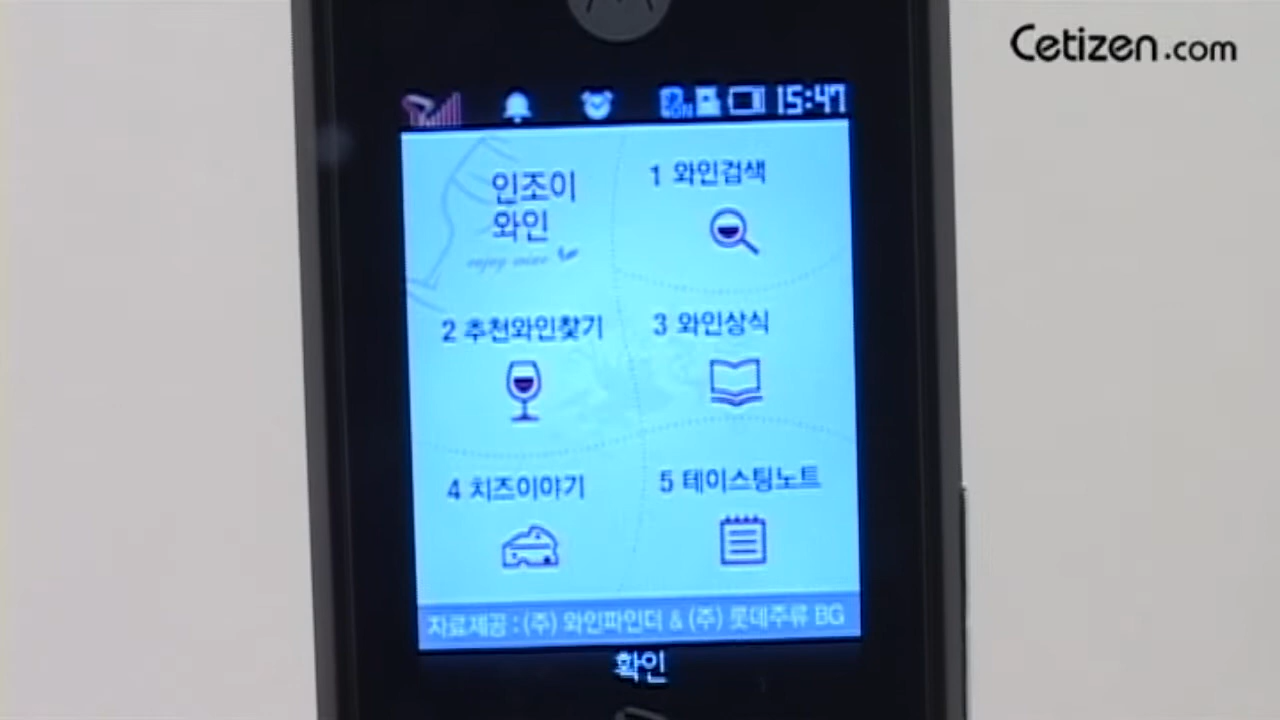 Cetizen.com
15:47
인조이
와인
enjoy wine
1 와인검색
2 추천와인찾기
3 와인상식
4 치즈이야기
5 테이스팅노트
자료제공 : (주) 와인파인더 & (주) 롯데주류 BG
확인